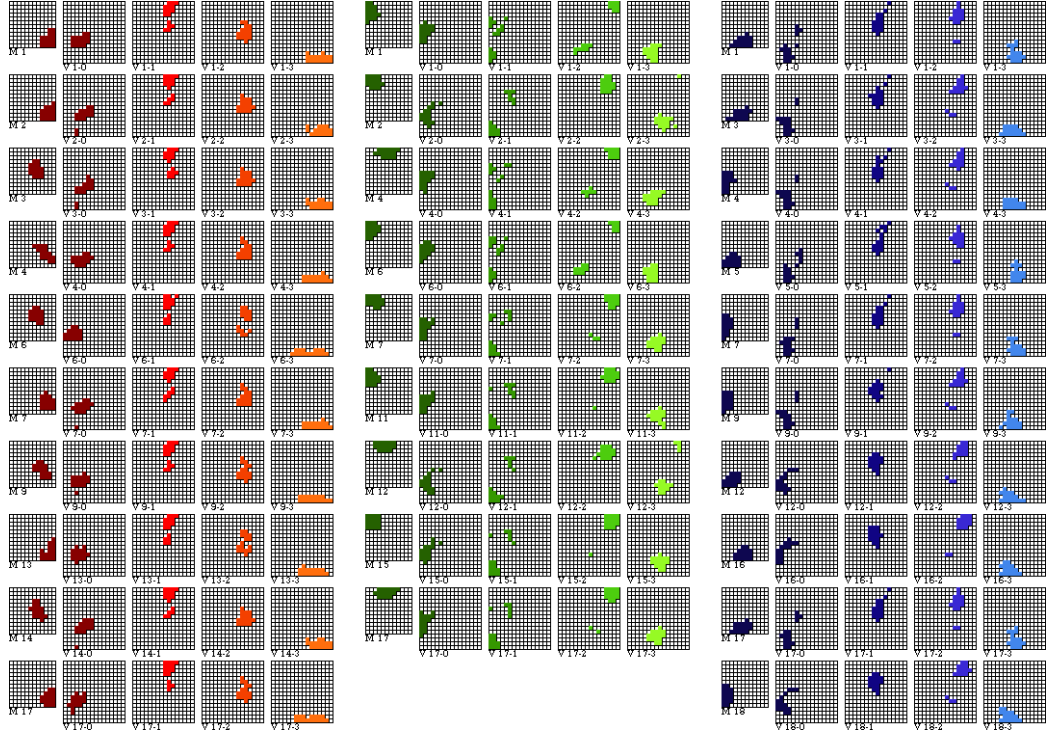 M 1 M 1 M 1
∇ 1-0 ∇ 1-1 ∇ 1-2 ∇ 1-3 ∇ 1-0 ∇ 1-1 ∇ 1-2 ∇ 1-3 ∇ 1-0 ∇ 1-1 ∇ 1-2 ∇ 1-3
M 2 M 2 M 3
∇ 2-0 ∇ 2-1 ∇ 2-2 ∇ 2-3 ∇ 2-0 ∇ 2-1 ∇ 2-2 ∇ 2-3 ∇ 3-0 ∇ 3-1 ∇ 3-2 ∇ 3-3
M 3 M 4 M 4
∇ 3-0 ∇ 3-1 ∇ 3-2 ∇ 3-3 ∇ 4-0 ∇ 4-1 ∇ 4-2 ∇ 4-3 ∇ 4-0 ∇ 4-1 ∇ 4-2 ∇ 4-3
M 4 M 6 M 5
∇ 4-0 ∇ 4-1 ∇ 4-2 ∇ 4-3 ∇ 6-0 ∇ 6-1 ∇ 6-2 ∇ 6-3 ∇ 5-0 ∇ 5-1 ∇ 5-2 ∇ 5-3
M 6 M 7 M 7
∇ 6-0 ∇ 6-1 ∇ 6-2 ∇ 6-3 ∇ 7-0 ∇ 7-1 ∇ 7-2 ∇ 7-3 ∇ 7-0 ∇ 7-1 ∇ 7-2 ∇ 7-3
M 7 M 11 M 9
∇ 7-0 ∇ 7-1 ∇ 7-2 ∇ 7-3 ∇ 11-0 ∇ 11-1 ∇ 11-2 ∇ 11-3 ∇ 9-0 ∇ 9-1 ∇ 9-2 ∇ 9-3
M 9 M 12 M 12
∇ 9-0 ∇ 9-1 ∇ 9-2 ∇ 9-3 ∇ 12-0 ∇ 12-1 ∇ 12-2 ∇ 12-3 ∇ 12-0 ∇ 12-1 ∇ 12-2 ∇ 12-3
M 13 M 15 M 16
∇ 13-0 ∇ 13-1 ∇ 13-2 ∇ 13-3 ∇ 15-0 ∇ 15-1 ∇ 15-2 ∇ 15-3 ∇ 16-0 ∇ 16-1 ∇ 16-2 ∇ 16-3
M 14 M 17 M 17
∇ 14-0 ∇ 14-1 ∇ 14-2 ∇ 14-3 ∇ 17-0 ∇ 17-1 ∇ 17-2 ∇ 17-3 ∇ 17-0 ∇ 17-1 ∇ 17-2 ∇ 17-3
M 17 M 18
∇ 17-0 ∇ 17-1 ∇ 17-2 ∇ 17-3 ∇ 18-0 ∇ 18-1 ∇ 18-2 ∇ 18-3